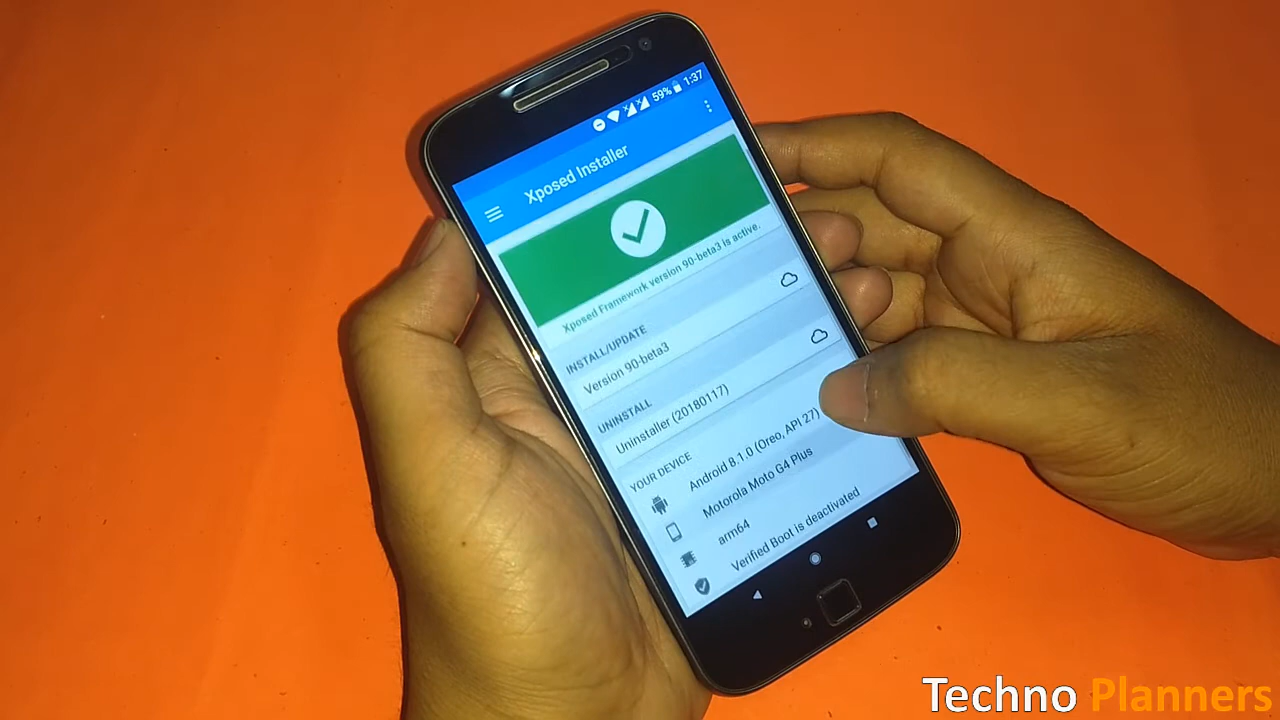 59% 1:37
Xposed Installer
Xposed Framework version 90-beta3 is active.
INSTALL/UPDATE
Version 90-beta3
UNINSTALL
Uninstaller (20180117)
YOUR DEVICE
Android 8.1.0 (Oreo, API 27)
Motorola Moto G4 Plus
arm64
Verified Boot is deactivated
Techno Planners